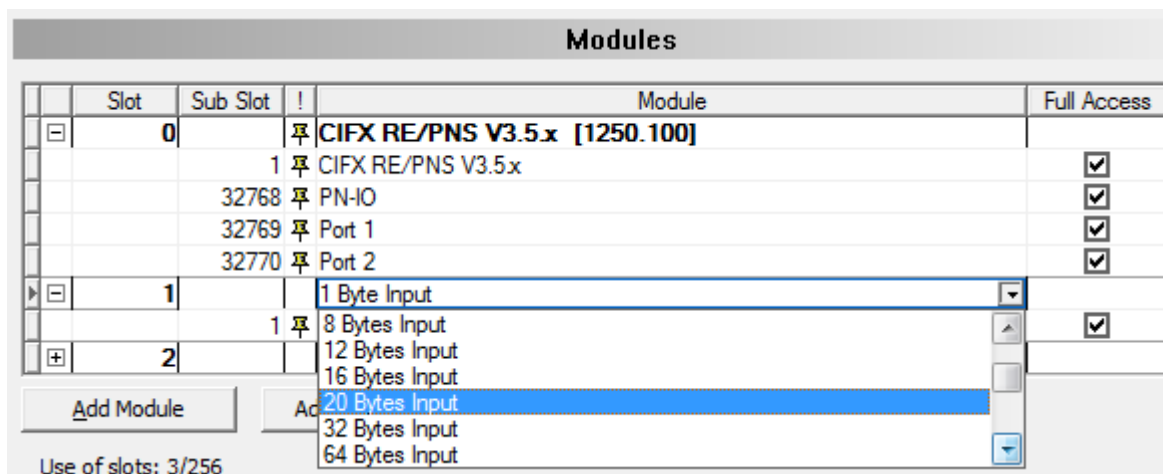 Modules
Slot Sub Slot ! Module Full Access
0 CIFX RE/PNS V3.5.x [1250.100]
1 CIFX RE/PNS V3.5.x
32768 PN-IO
32769 Port 1
32770 Port 2
1 1 Byte Input
1 8 Bytes Input
12 Bytes Input
2 16 Bytes Input
Add Module 20 Bytes Input
32 Bytes Input
Use of slots: 3/256 64 Bytes Input